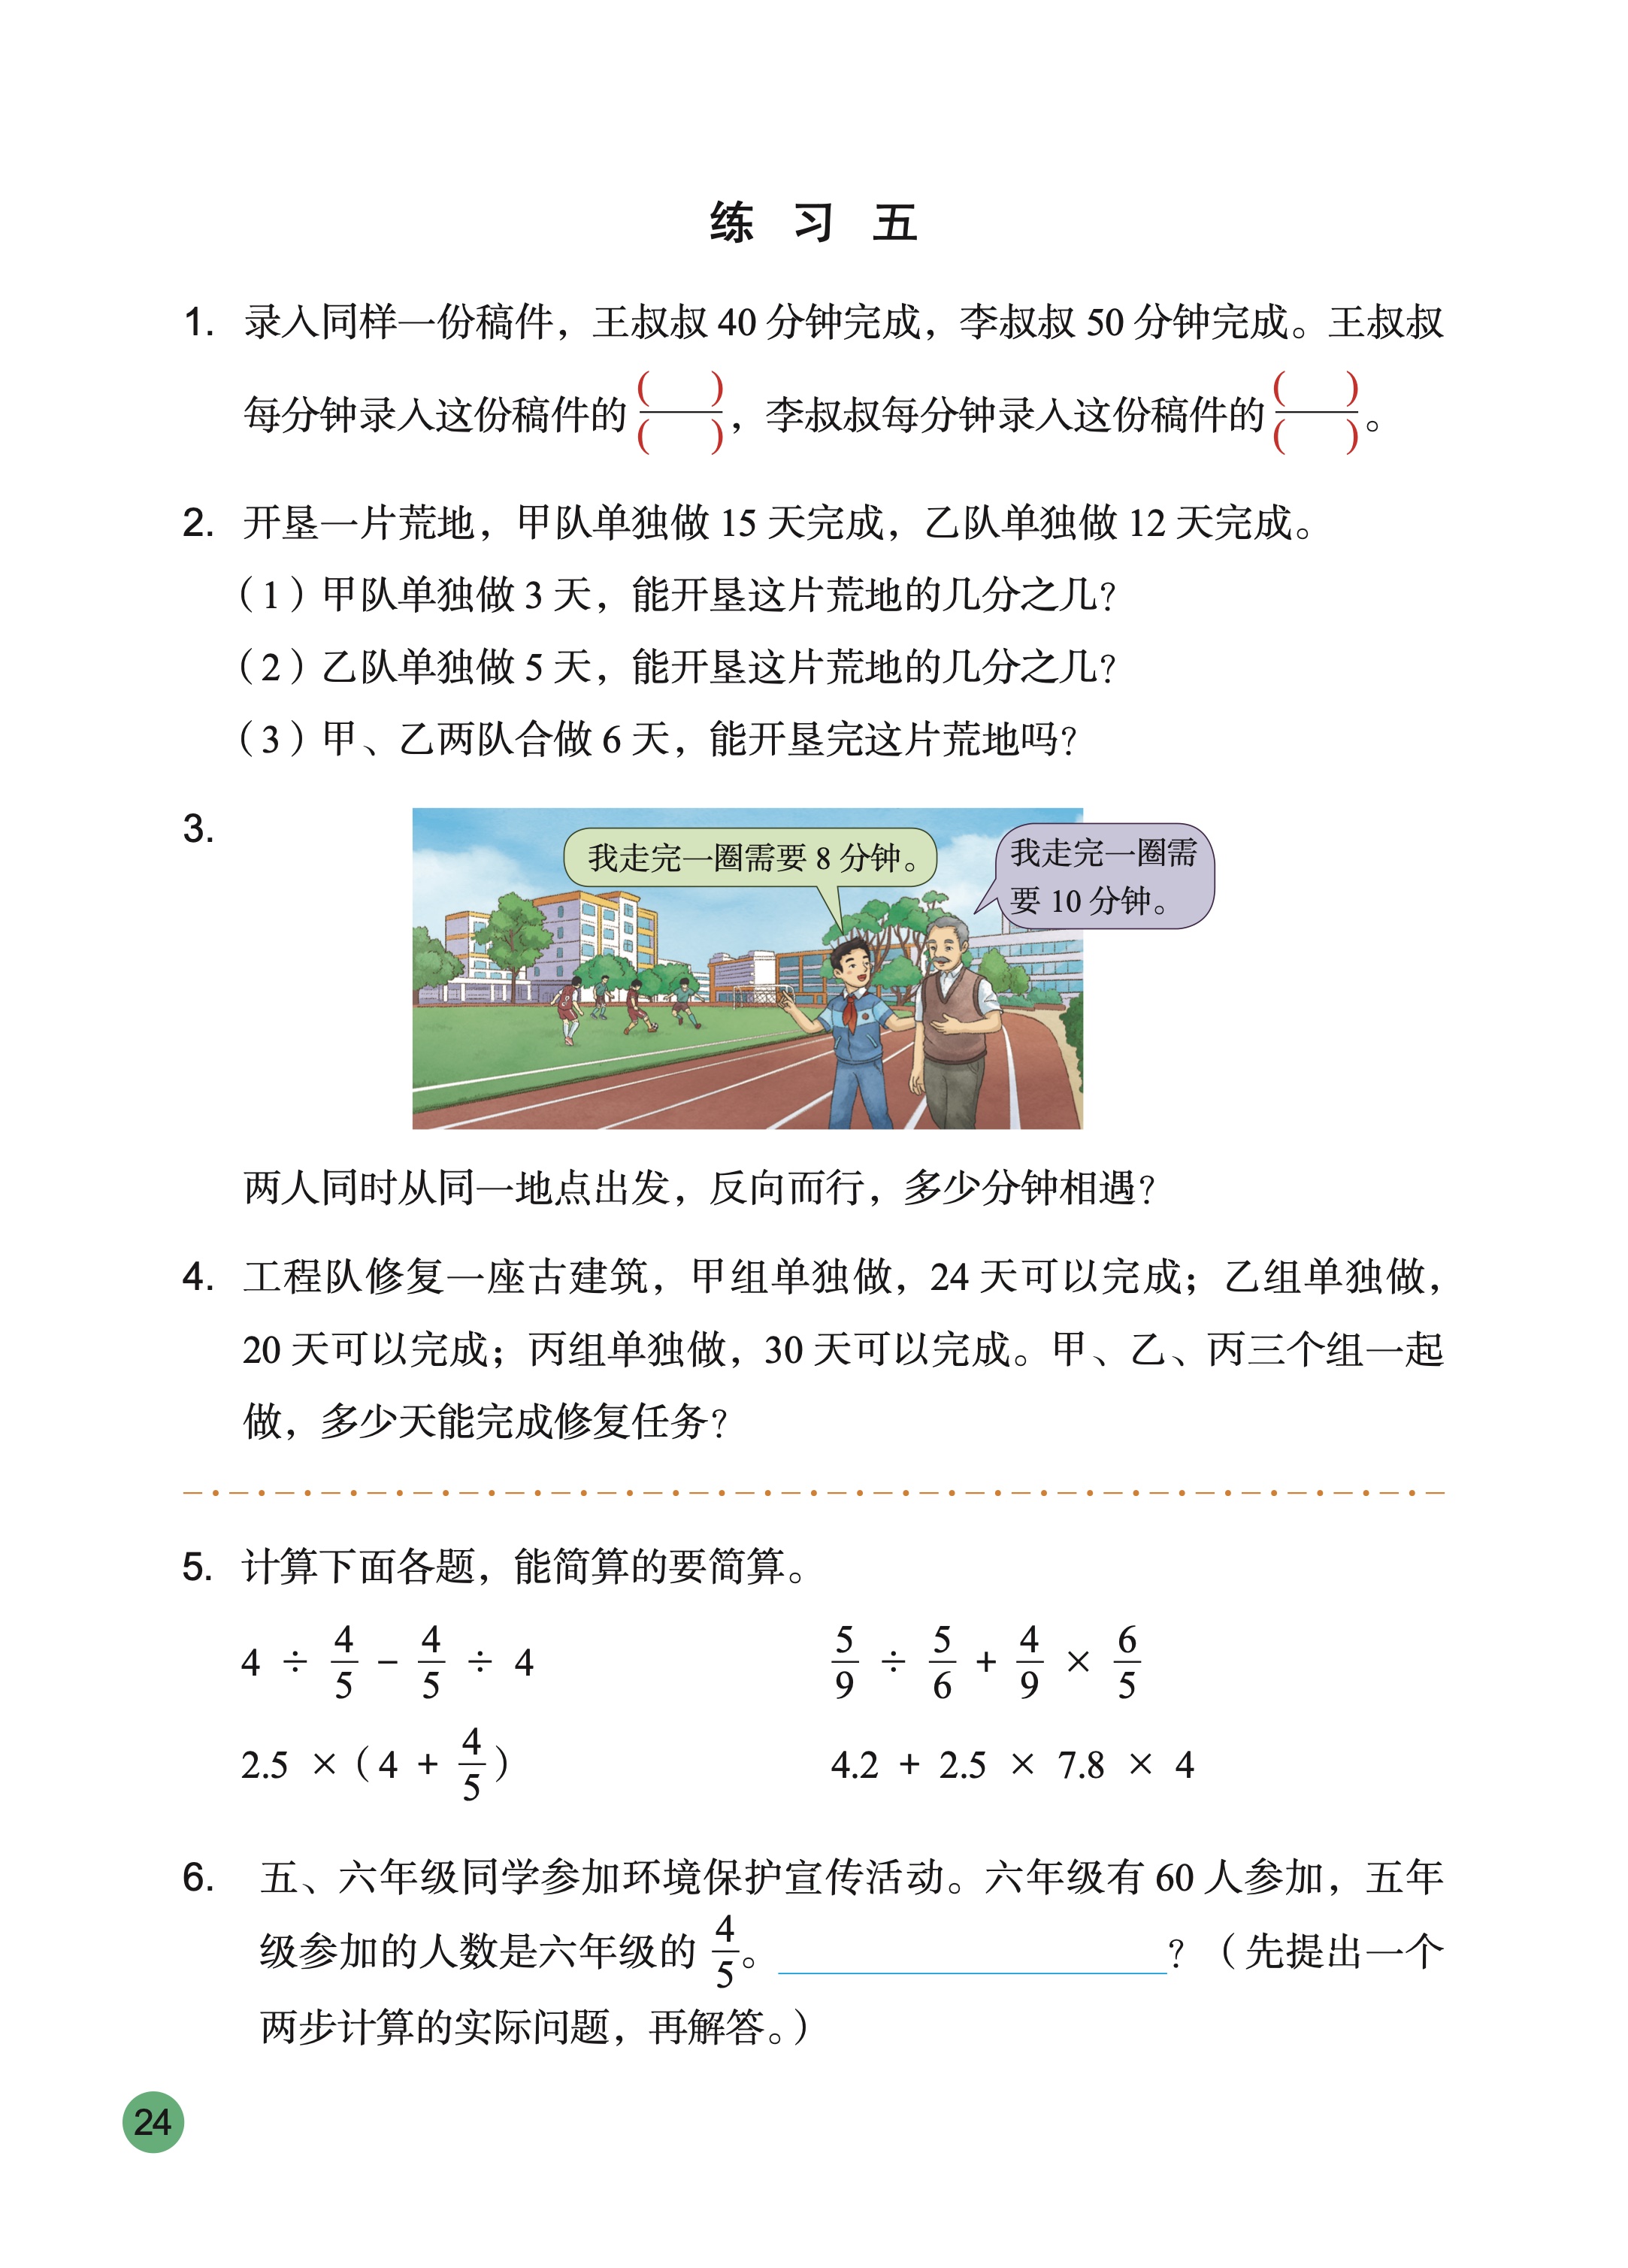 练 习 五
1. 录入同样一份稿件，王叔叔 40 分钟完成，李叔叔 50 分钟完成。王叔叔
每分钟录入这份稿件的 (  )/(  )，李叔叔每分钟录入这份稿件的 (  )/(  )。
2. 开垦一片荒地，甲队单独做 15 天完成，乙队单独做 12 天完成。
（1）甲队单独做 3 天，能开垦这片荒地的几分之几？
（2）乙队单独做 5 天，能开垦这片荒地的几分之几？
（3）甲、乙两队合做 6 天，能开垦完这片荒地吗？
3.
我走完一圈需要 8 分钟。
我走完一圈需
要 10 分钟。
两人同时从同一地点出发，反向而行，多少分钟相遇？
4. 工程队修复一座古建筑，甲组单独做，24 天可以完成；乙组单独做，
20 天可以完成；丙组单独做，30 天可以完成。甲、乙、丙三个组一起
做，多少天能完成修复任务？
5. 计算下面各题，能简算的要简算。
4 ÷ 4/5 − 4/5 ÷ 4
5/9 ÷ 5/6 + 4/9 × 6/5
2.5 ×（4 + 4/5）
4.2 + 2.5 × 7.8 × 4
6. 五、六年级同学参加环境保护宣传活动。六年级有 60 人参加，五年
级参加的人数是六年级的 4/5。＿＿＿＿＿＿＿＿？（先提出一个
两步计算的实际问题，再解答。）
24